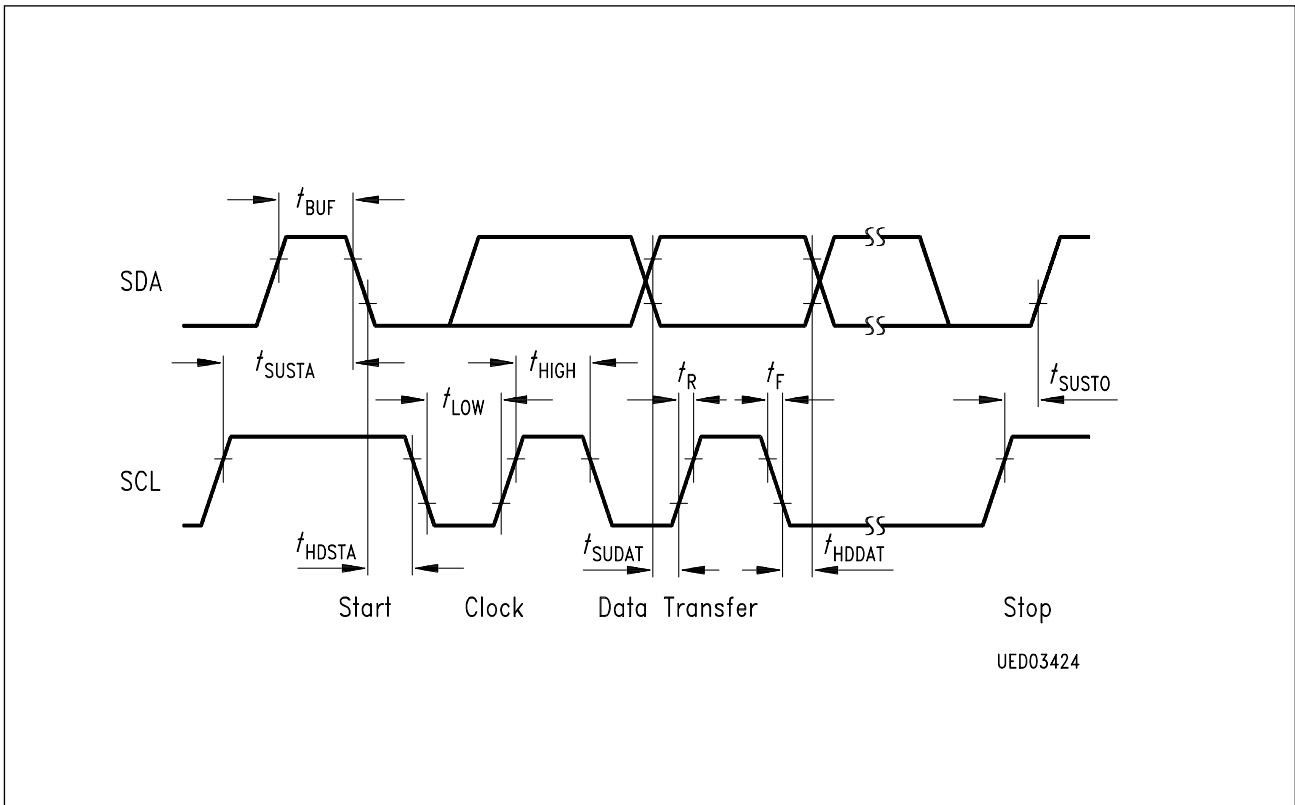 tBUF
SDA
tSUSTA
tHIGH
tR
tF
tSUSTO
tLOW
SCL
tHDSTA
tSUDAT
tHDDAT
Start
Clock
Data Transfer
Stop
UED03424